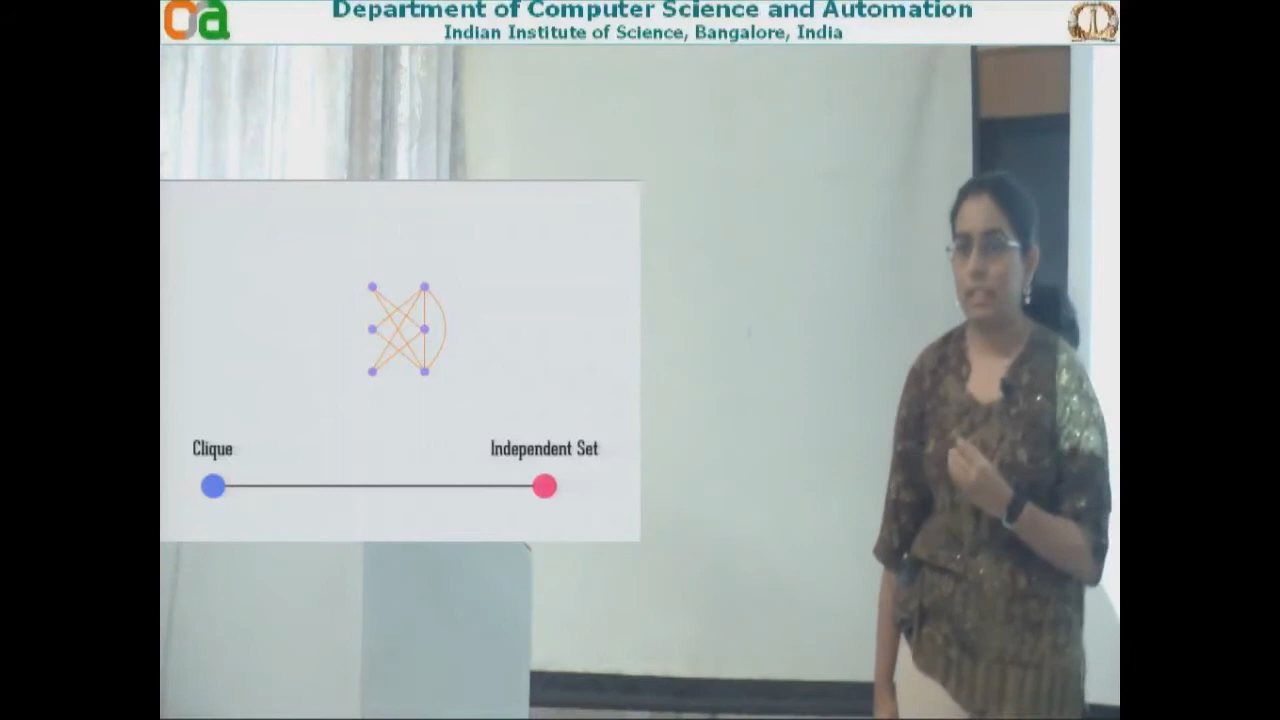 Department of Computer Science and Automation
Indian Institute of Science, Bangalore, India
Clique
Independent Set